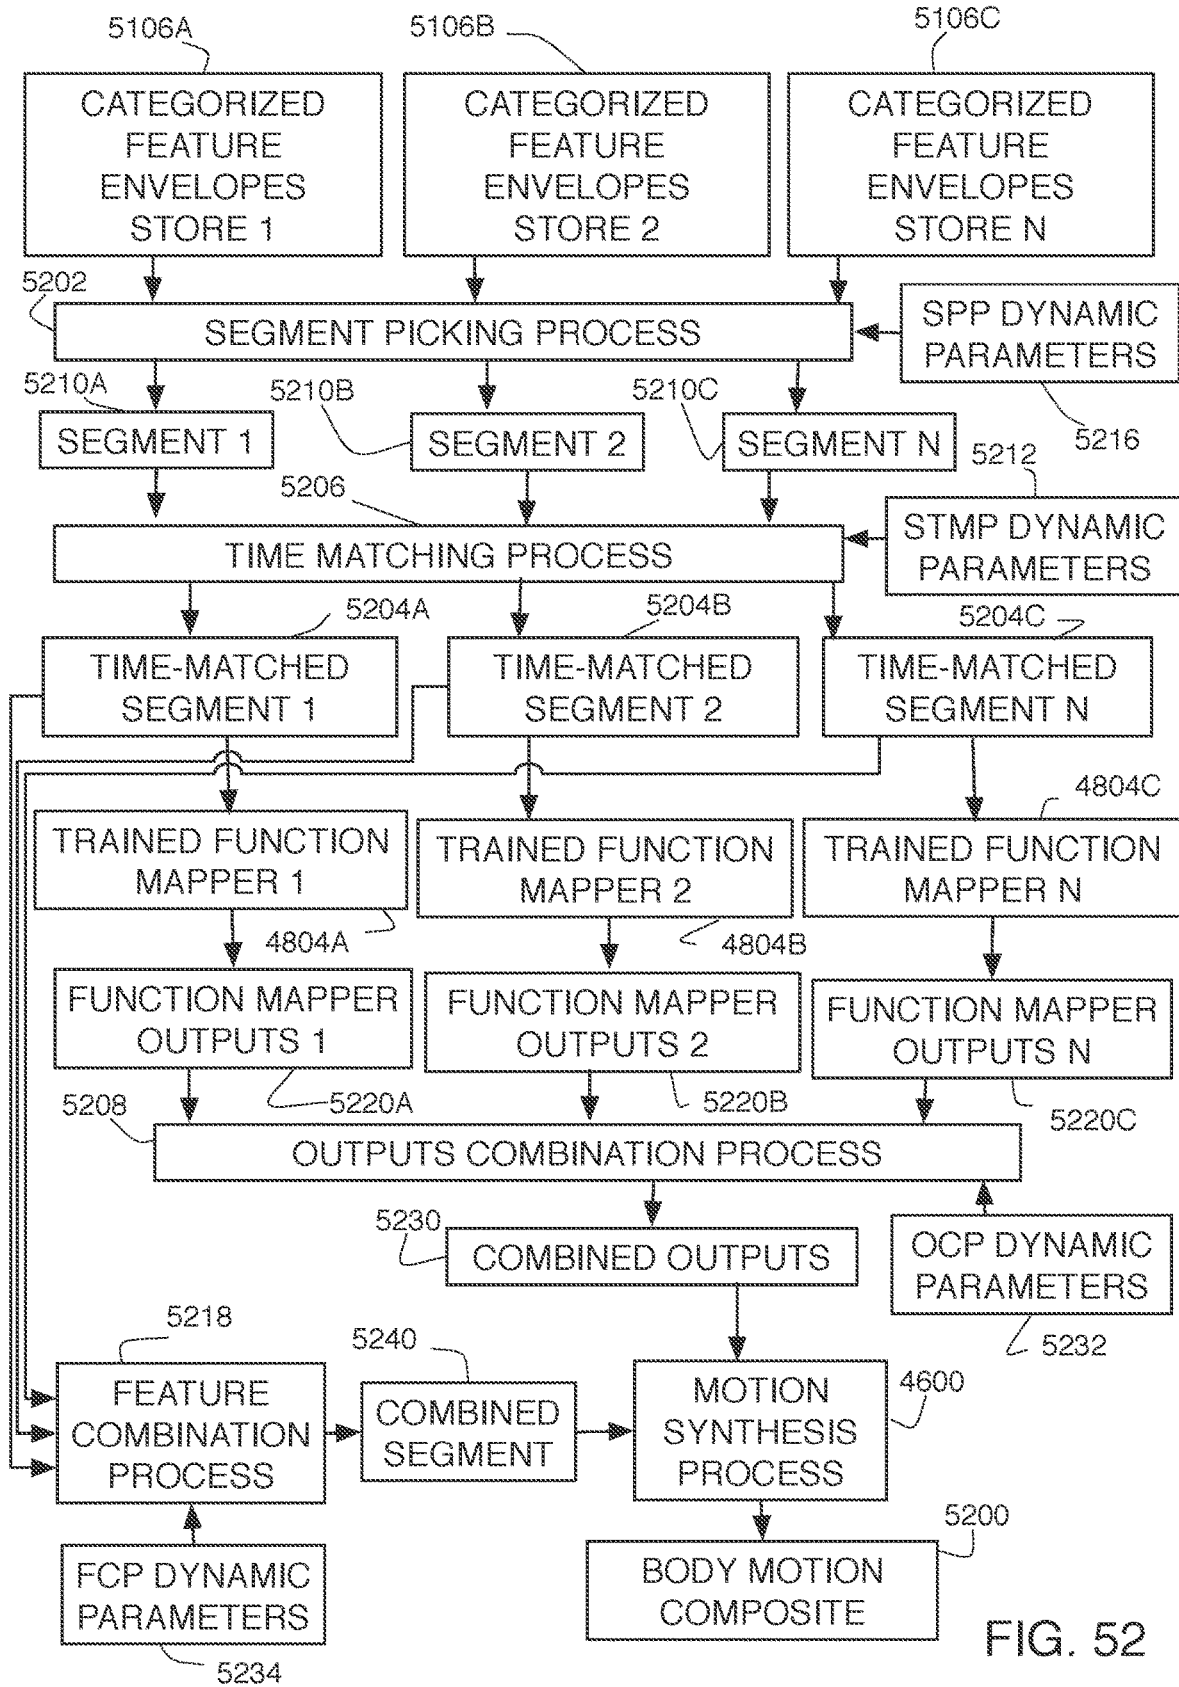 5106A
5106B
5106C
CATEGORIZED
FEATURE
ENVELOPES
STORE 1
CATEGORIZED
FEATURE
ENVELOPES
STORE 2
CATEGORIZED
FEATURE
ENVELOPES
STORE N
5202
SEGMENT PICKING PROCESS
SPP DYNAMIC
PARAMETERS
5216
5210A
5210B
5210C
SEGMENT 1
SEGMENT 2
SEGMENT N
5206
5212
TIME MATCHING PROCESS
STMP DYNAMIC
PARAMETERS
5204A
5204B
5204C
TIME-MATCHED
SEGMENT 1
TIME-MATCHED
SEGMENT 2
TIME-MATCHED
SEGMENT N
4804C
TRAINED FUNCTION
MAPPER 1
TRAINED FUNCTION
MAPPER 2
TRAINED FUNCTION
MAPPER N
4804A
4804B
FUNCTION MAPPER
OUTPUTS 1
FUNCTION MAPPER
OUTPUTS 2
FUNCTION MAPPER
OUTPUTS N
5208
5220A
5220B
5220C
OUTPUTS COMBINATION PROCESS
5230
COMBINED OUTPUTS
OCP DYNAMIC
PARAMETERS
5232
5218
5240
4600
FEATURE
COMBINATION
PROCESS
COMBINED
SEGMENT
MOTION
SYNTHESIS
PROCESS
5200
FCP DYNAMIC
PARAMETERS
5234
BODY MOTION
COMPOSITE
FIG. 52